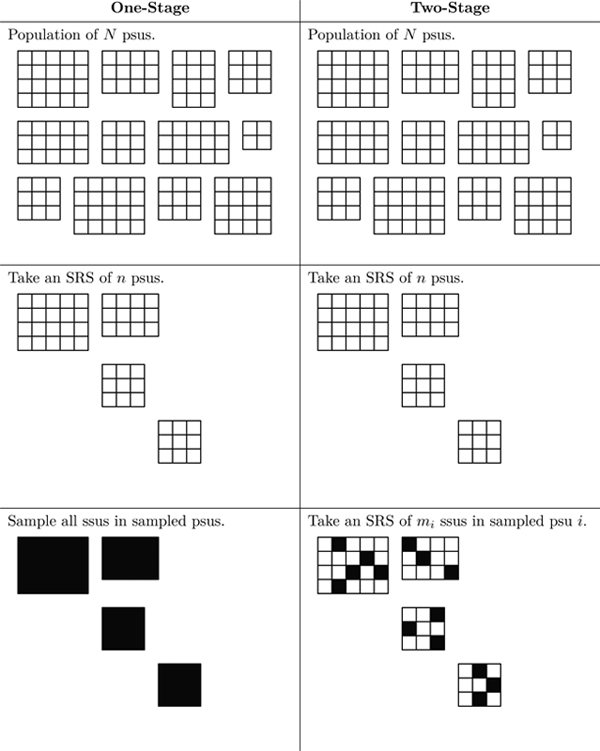 One-Stage
Two-Stage
Population of N psus.
Population of N psus.
Take an SRS of n psus.
Take an SRS of n psus.
Sample all ssus in sampled psus.
Take an SRS of mᵢ ssus in sampled psu i.